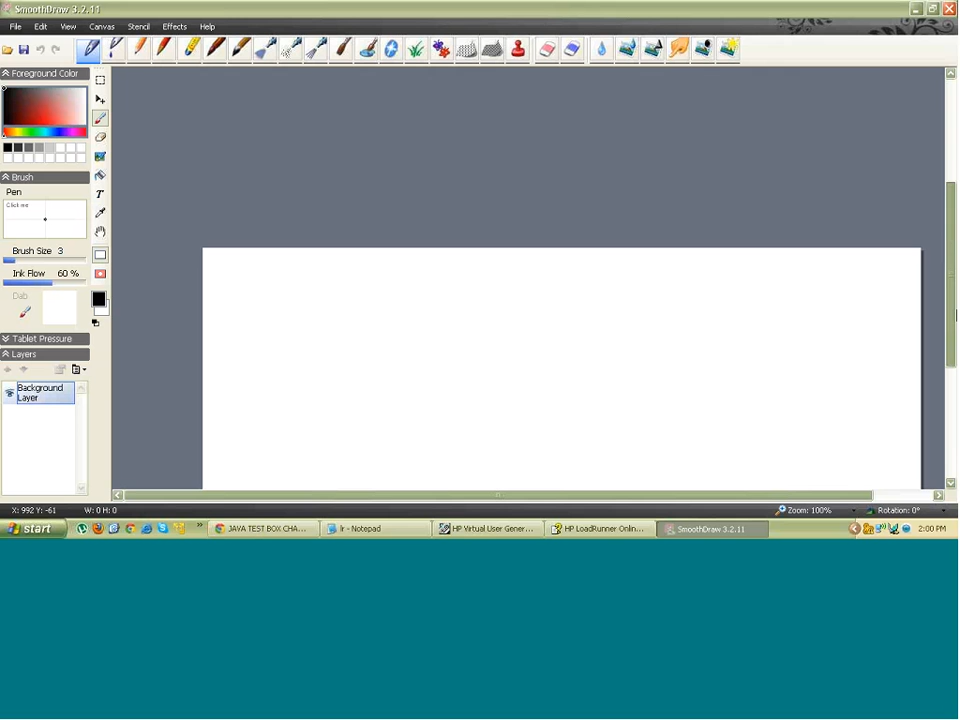 SmoothDraw 3.2.11
File Edit View Canvas Stencil Effects Help
Foreground Color
Brush
Pen
Click me
Brush Size 3
Ink Flow 60 %
Dab
Tablet Pressure
Layers
Background
Layer
T
X: 992 Y: -61 W: 0 H: 0 Zoom: 100% Rotation: 0°
start JAVA TEST BOX CHA... lr - Notepad HP Virtual User Gener... HP LoadRunner Onlin... SmoothDraw 3.2.11 2:00 PM